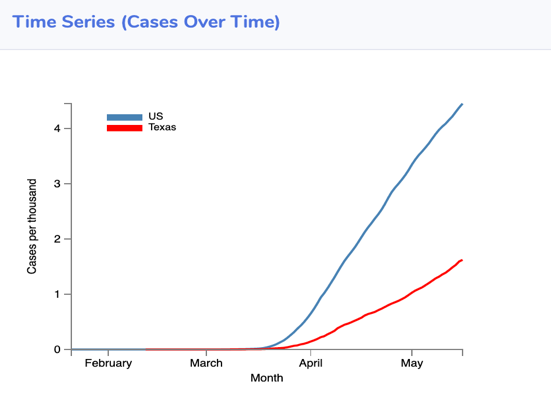 Time Series (Cases Over Time)
US
Texas
4
3
2
1
0
Cases per thousand
February March April May
Month